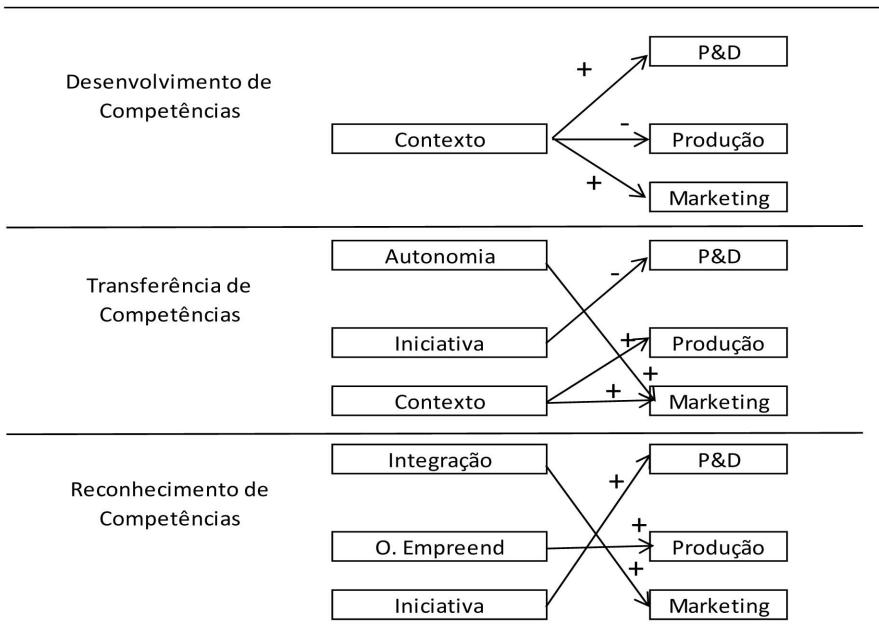 Desenvolvimento de
Competências
Contexto
+
-
+
P&D
Produção
Marketing
Transferência de
Competências
Autonomia
Iniciativa
Contexto
-
+
+
+
P&D
Produção
Marketing
Reconhecimento de
Competências
Integração
O. Empreend
Iniciativa
+
+
+
P&D
Produção
Marketing